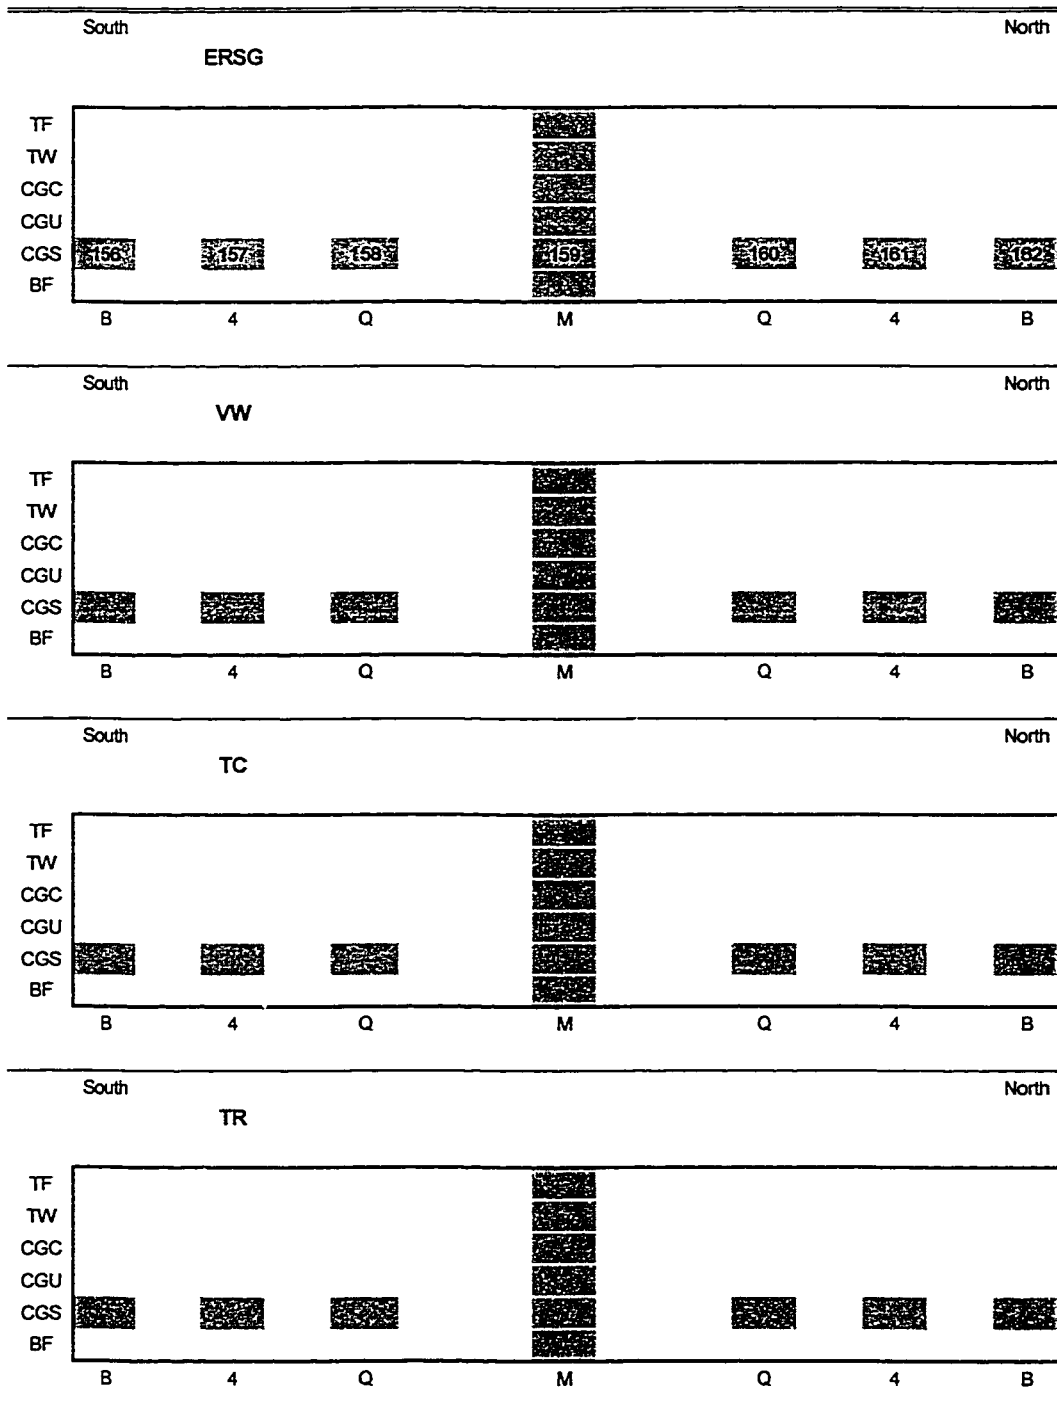 South North
ERSG
TF
TW
CGC
CGU
CGS 156 157 158 159 160 161 162
BF
B 4 Q M Q 4 B
South North
VW
TF
TW
CGC
CGU
CGS
BF
B 4 Q M Q 4 B
South North
TC
TF
TW
CGC
CGU
CGS
BF
B 4 Q M Q 4 B
South North
TR
TF
TW
CGC
CGU
CGS
BF
B 4 Q M Q 4 B